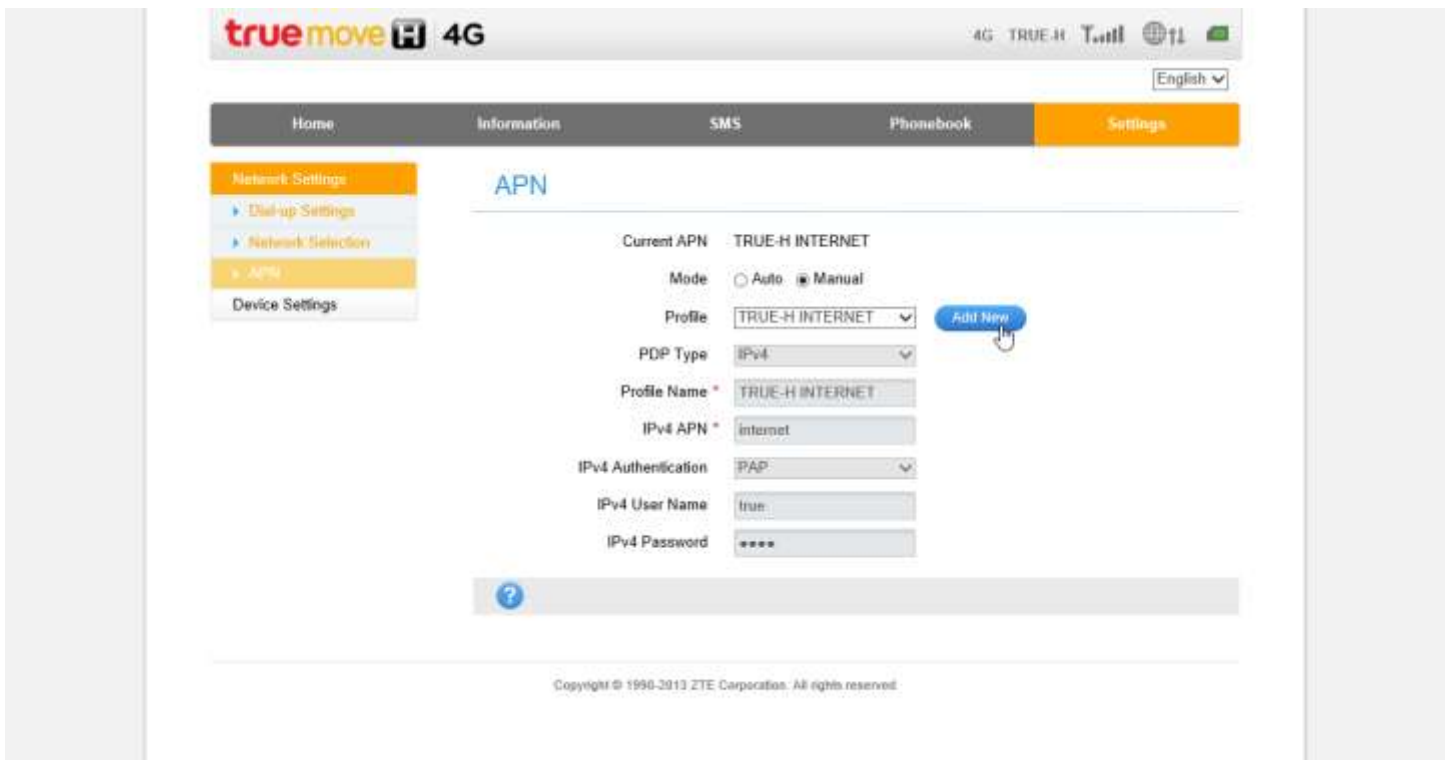 truemove H 4G
4G TRUE-H
English
Home Information SMS Phonebook Settings
Network Settings
Dial-up Settings
Network Selection
APN
Device Settings
APN
Current APN TRUE-H INTERNET
Mode Auto Manual
Profile TRUE-H INTERNET Add New
PDP Type IPv4
Profile Name * TRUE-H INTERNET
IPv4 APN * internet
IPv4 Authentication PAP
IPv4 User Name true
IPv4 Password ••••
?
Copyright © 1998-2013 ZTE Corporation. All rights reserved